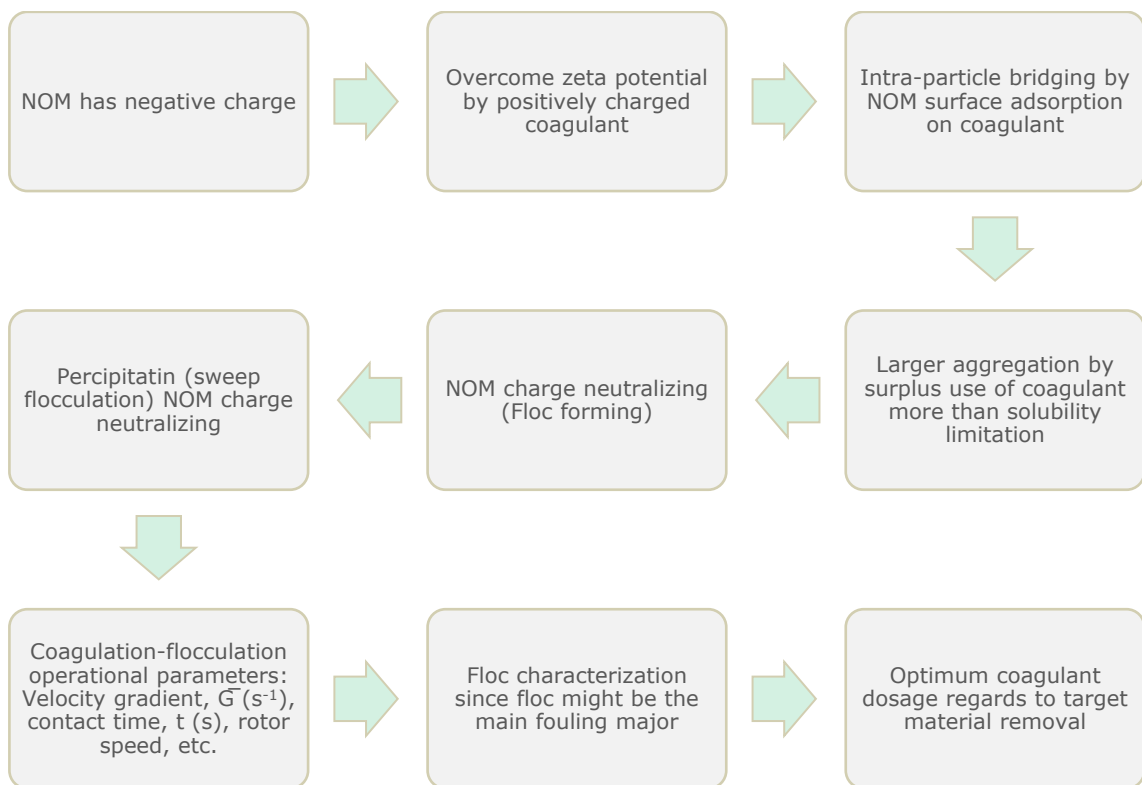 NOM has negative charge
Overcome zeta potential
by positively charged
coagulant
Intra-particle bridging by
NOM surface adsorption
on coagulant
Larger aggregation by
surplus use of coagulant
more than solubility
limitation
NOM charge neutralizing
(Floc forming)
Percipitatin (sweep
flocculation) NOM charge
neutralizing
Coagulation-flocculation
operational parameters:
Velocity gradient, G̅ (s⁻¹),
contact time, t (s), rotor
speed, etc.
Floc characterization
since floc might be the
main fouling major
Optimum coagulant
dosage regards to target
material removal